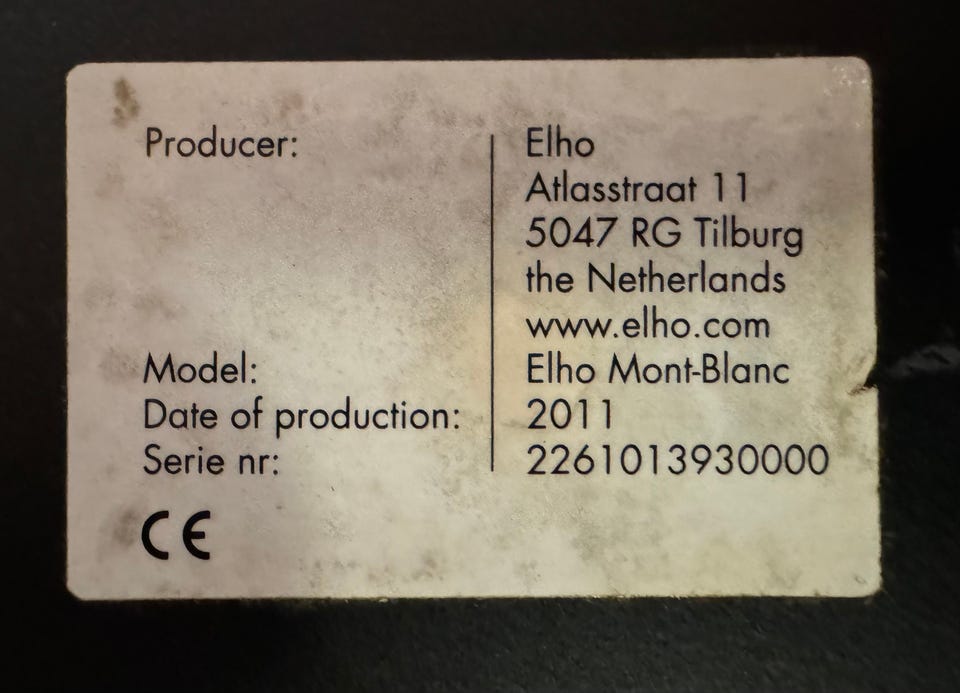 Producer: Elho
Atlasstraat 11
5047 RG Tilburg
the Netherlands
www.elho.com
Model: Elho Mont-Blanc
Date of production: 2011
Serie nr: 2261013930000
CE